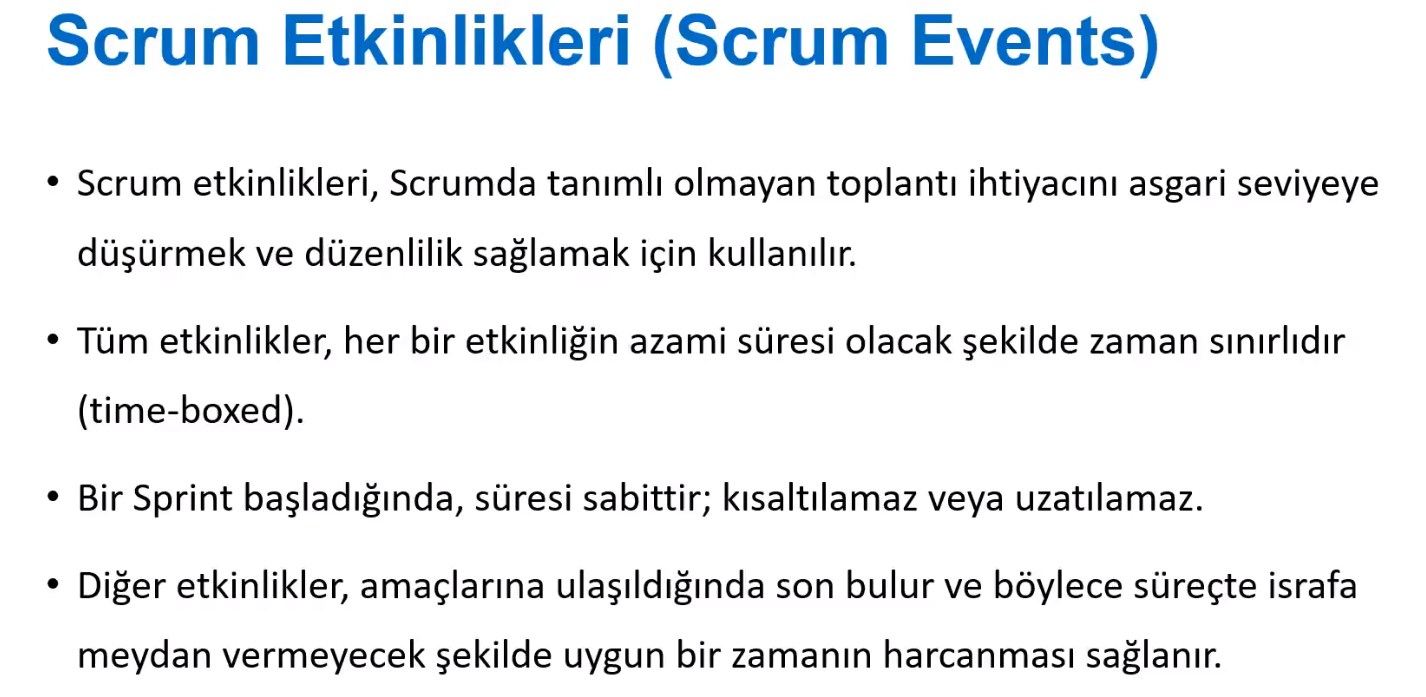 Scrum Etkinlikleri (Scrum Events)
• Scrum etkinlikleri, Scrumda tanımlı olmayan toplantı ihtiyacını asgari seviyeye
düşürmek ve düzenlilik sağlamak için kullanılır.
• Tüm etkinlikler, her bir etkinliğin azami süresi olacak şekilde zaman sınırlıdır
(time-boxed).
• Bir Sprint başladığında, süresi sabittir; kısaltılamaz veya uzatılamaz.
• Diğer etkinlikler, amaçlarına ulaşıldığında son bulur ve böylece süreçte israfa
meydan vermeyecek şekilde uygun bir zamanın harcanması sağlanır.